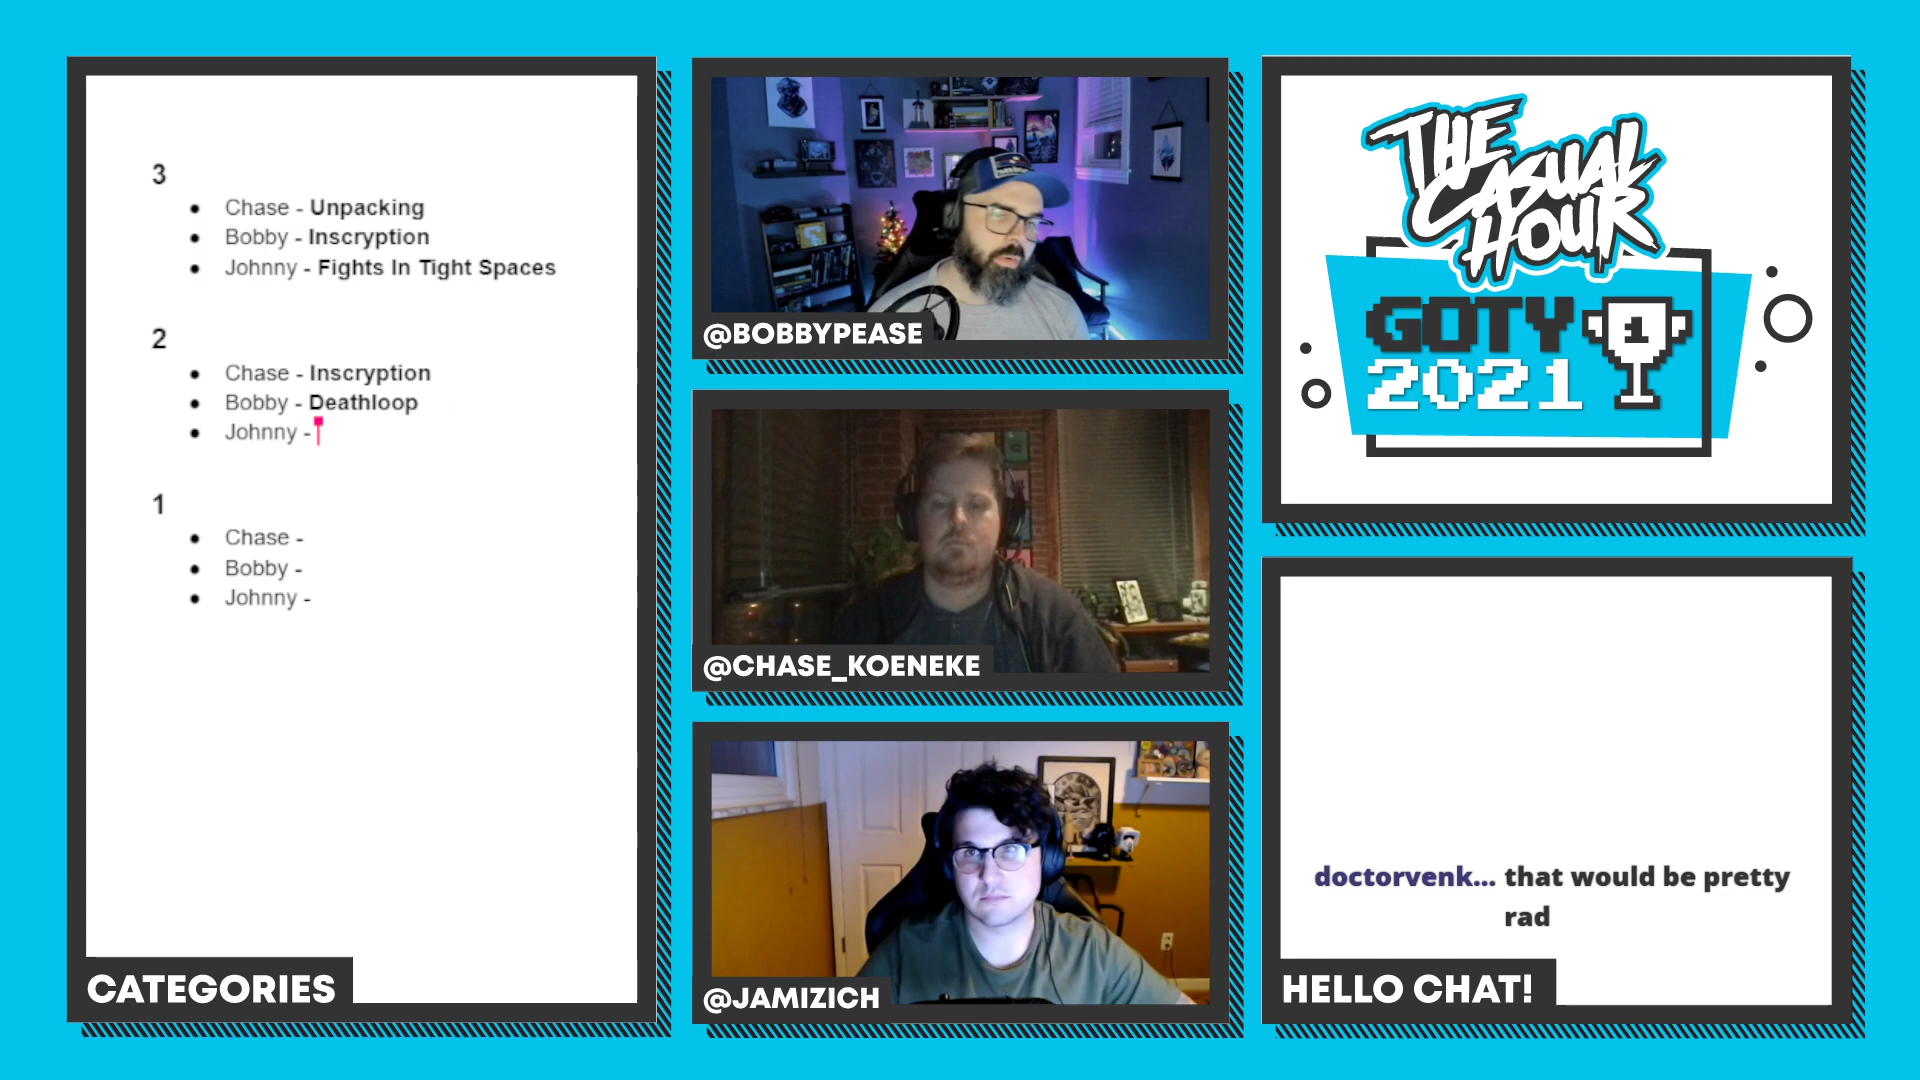 3
● Chase - Unpacking
● Bobby - Inscryption
● Johnny - Fights In Tight Spaces
2
● Chase - Inscryption
● Bobby - Deathloop
● Johnny -
1
● Chase -
● Bobby -
● Johnny -
CATEGORIES
@BOBBYPEASE
@CHASE_KOENEKE
@JAMIZICH
THE
CASUAL
HOUR
GOTY
2021
1
doctorvenk... that would be pretty
rad
HELLO CHAT!